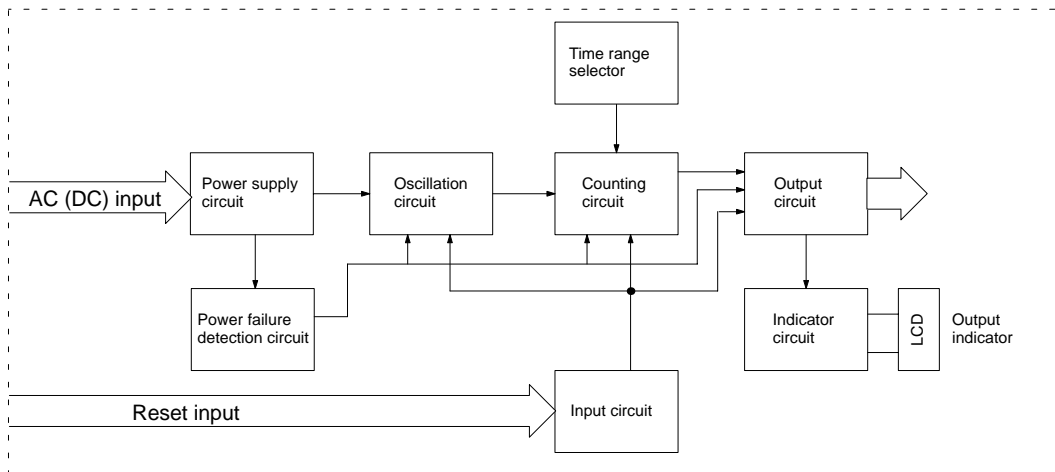 Time range
selector
AC (DC) input
Power supply
circuit
Oscillation
circuit
Counting
circuit
Output
circuit
Power failure
detection circuit
Indicator
circuit
LCD
Output
indicator
Reset input
Input circuit